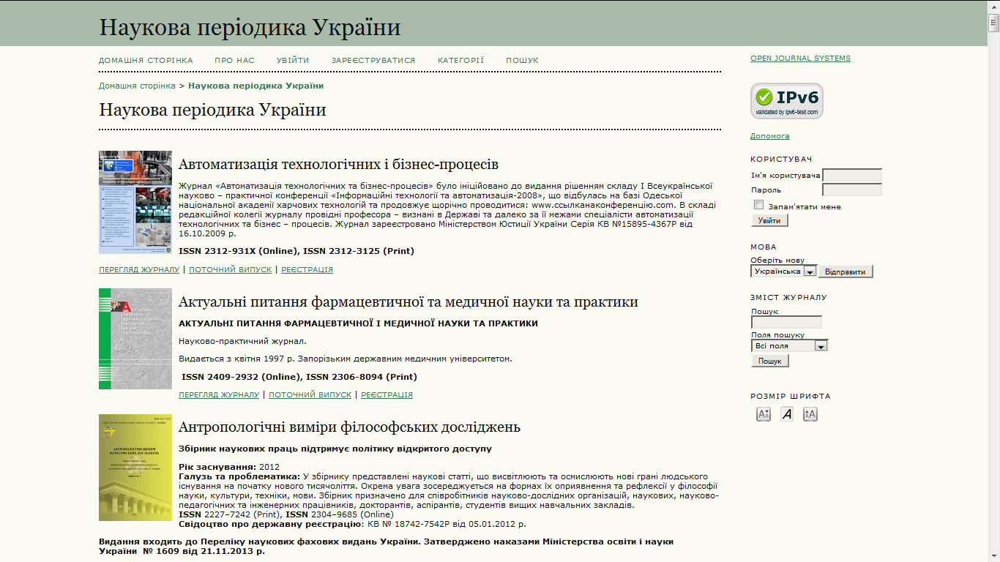 Наукова періодика України
ДОМАШНЯ СТОРІНКА ПРО НАС УВІЙТИ ЗАРЕЄСТРУВАТИСЯ КАТЕГОРІЇ ПОШУК
Домашня сторінка > Наукова періодика України
Наукова періодика України
Автоматизація технологічних і бізнес-процесів
Журнал «Автоматизація технологічних та бізнес-процесів» було ініційовано до видання рішенням складу I Всеукраїнської
науково – практичної конференції «Інформаційні технології та автоматизація-2008», що відбулась на базі Одеської
національної академії харчових технологій та продовжує щорічно проводитися: www.ссылканаконференцію.com. В складі
редакційної колегії журналу провідні професора – визнані в Державі та далеко за її межами спеціалісти автоматизації
технологічних та бізнес – процесів. Журнал зареєстровано Міністерством Юстиції України Серія КВ №15895-4367Р від
16.10.2009 р.
ISSN 2312-931X (Online), ISSN 2312-3125 (Print)
ПЕРЕГЛЯД ЖУРНАЛУ | ПОТОЧНИЙ ВИПУСК | РЕЄСТРАЦІЯ
АКТУАЛЬНІ
ПИТАННЯ
ФАРМАЦЕВТИЧНОЇ
І МЕДИЧНОЇ
НАУКИ
ТА ПРАКТИКИ
Актуальні питання фармацевтичної та медичної науки та практики
АКТУАЛЬНІ ПИТАННЯ ФАРМАЦЕВТИЧНОЇ І МЕДИЧНОЇ НАУКИ ТА ПРАКТИКИ
Науково-практичний журнал.
Видається з квітня 1997 р. Запорізьким державним медичним університетом.
ISSN 2409-2932 (Online), ISSN 2306-8094 (Print)
ПЕРЕГЛЯД ЖУРНАЛУ | ПОТОЧНИЙ ВИПУСК | РЕЄСТРАЦІЯ
АНТРОПОЛОГІЧНІ ВИМІРИ
ФІЛОСОФСЬКИХ ДОСЛІДЖЕНЬ
Антропологічні виміри філософських досліджень
Збірник наукових праць підтримує політику відкритого доступу
Рік заснування: 2012
Галузь та проблематика: У збірнику представлені наукові статті, що висвітлюють та осмислюють нові грані людського
існування на початку нового тисячоліття. Окрема увага зосереджується на формах їх оприявнення та рефлексії у філософії
науки, культури, техніки, мови. Збірник призначено для співробітників науково-дослідних організацій, наукових, науково-
педагогічних та інженерних працівників, докторантів, аспірантів, студентів вищих навчальних закладів.
ISSN 2227–7242 (Print), ISSN 2304–9685 (Online)
Свідоцтво про державну реєстрацію: КВ № 18742-7542Р від 05.01.2012 р.
Видання входить до Переліку наукових фахових видань України. Затверджено наказами Міністерства освіти і науки
України № 1609 від 21.11.2013 р.
OPEN JOURNAL SYSTEMS
IPv6
validated by ipv6-test.com
Допомога
КОРИСТУВАЧ
Ім'я користувача
Пароль
Запам'ятати мене
Увійти
МОВА
Оберіть мову
Українська Відправити
ЗМІСТ ЖУРНАЛУ
Пошук
Поля пошуку
Всі поля
Пошук
РОЗМІР ШРИФТА
A A AA